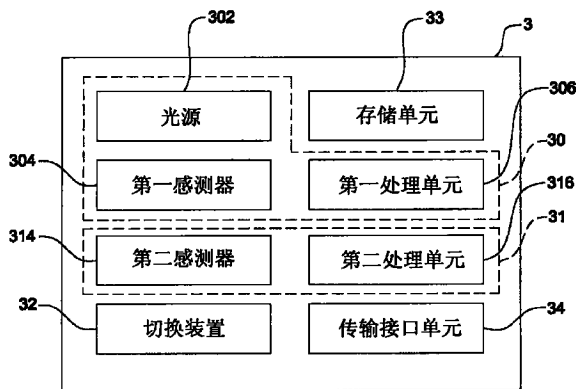 302
33
3
光源
存储单元
306
30
304
第一感测器
第一处理单元
316
314
第二感测器
第二处理单元
31
32
切换装置
传输接口单元
34